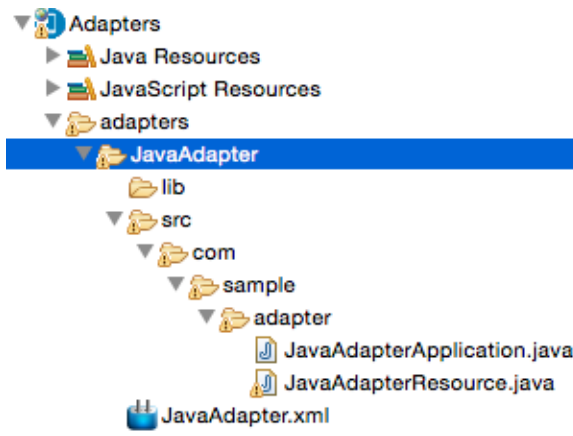 Adapters
Java Resources
JavaScript Resources
adapters
JavaAdapter
lib
src
com
sample
adapter
JavaAdapterApplication.java
JavaAdapterResource.java
JavaAdapter.xml